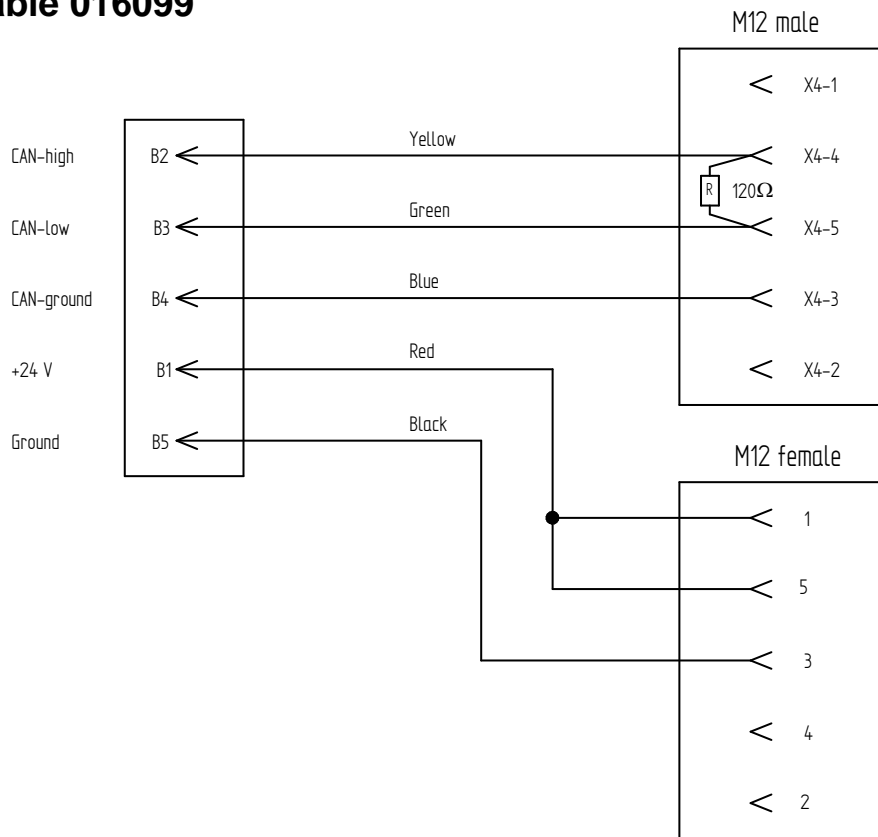 016099
M12 male
X4-1
CAN-high B2 Yellow X4-4
R 120Ω
CAN-low B3 Green X4-5
CAN-ground B4 Blue X4-3
+24 V B1 Red X4-2
Ground B5 Black
M12 female
1
5
3
4
2